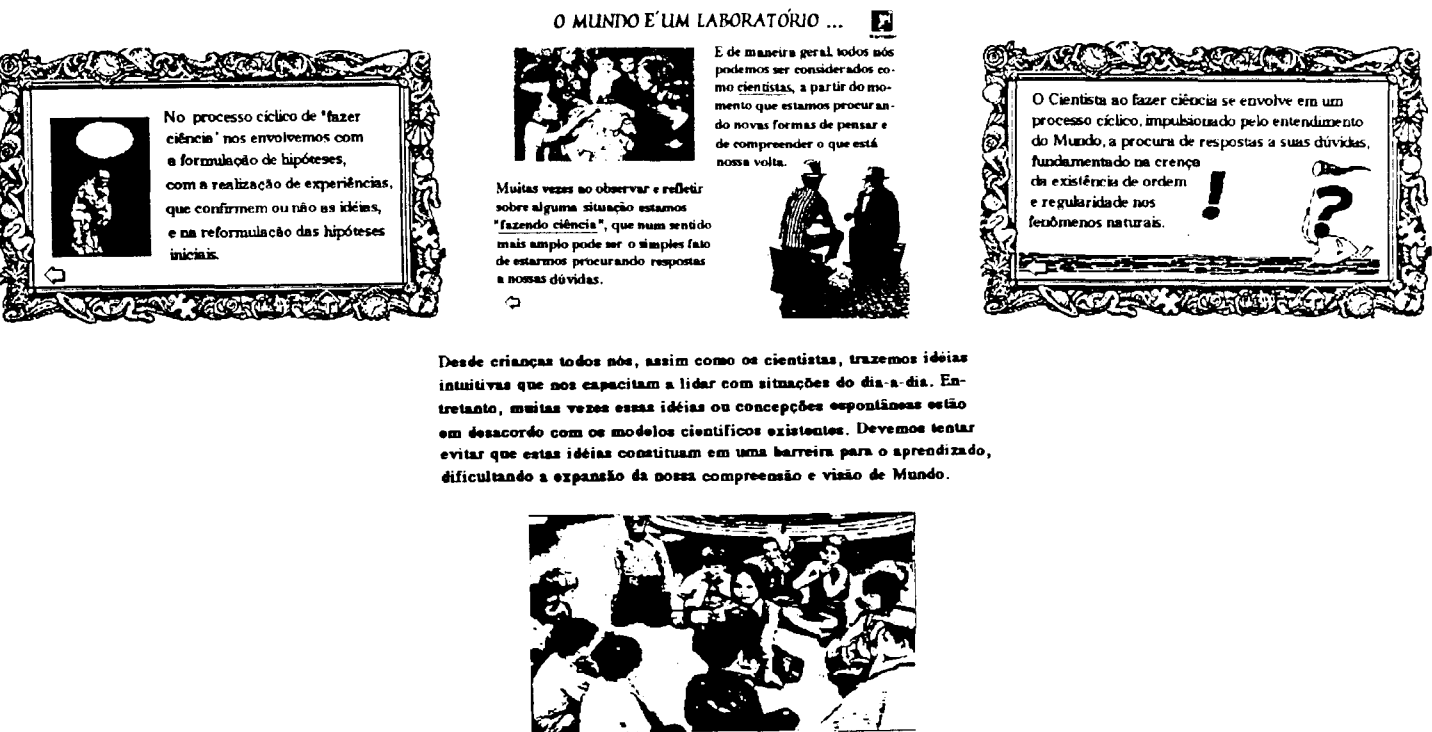 O MUNDO E´UM LABORATÓRIO ...
No processo cíclico de "fazer
ciência" nos envolvemos com
a formulação de hipóteses,
com a realização de experiências,
que confirmem ou não as idéias,
e na reformulação das hipóteses
iniciais.
E de maneira geral, todos nós
podemos ser considerados co-
mo cientistas, a partir do mo-
mento que estamos procuran-
do novas formas de pensar e
de compreender o que está
nossa volta.
Muitas vezes ao observar e refletir
sobre alguma situação estamos
"fazendo ciência", que num sentido
mais amplo pode ser o simples fato
de estarmos procurando respostas
a nossas dúvidas.
O Cientista ao fazer ciência se envolve em um
processo cíclico, impulsionado pelo entendimento
do Mundo, a procura de respostas a suas dúvidas,
fundamentado na crença
da existência de ordem
e regularidade nos
fenômenos naturais.
! ?
Desde crianças todos nós, assim como os cientistas, trazemos idéias
intuitivas que nos capacitam a lidar com situações do dia-a-dia. En-
tretanto, muitas vezes essas idéias ou concepções espontâneas estão
em desacordo com os modelos científicos existentes. Devemos tentar
evitar que estas idéias constituam em uma barreira para o aprendizado,
dificultando a expansão da nossa compreensão e visão de Mundo.